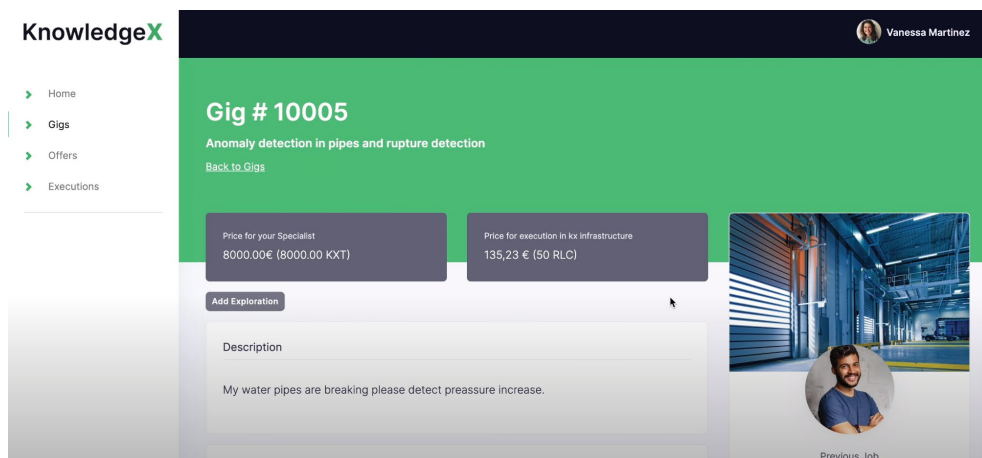 KnowledgeX
Vanessa Martinez
Home
Gigs
Offers
Executions
Gig # 10005
Anomaly detection in pipes and rupture detection
Back to Gigs
Price for your Specialist
8000.00€ (8000.00 KXT)
Price for execution in kx infrastructure
135,23 € (50 RLC)
Add Exploration
Description
My water pipes are breaking please detect preassure increase.
Previous Job